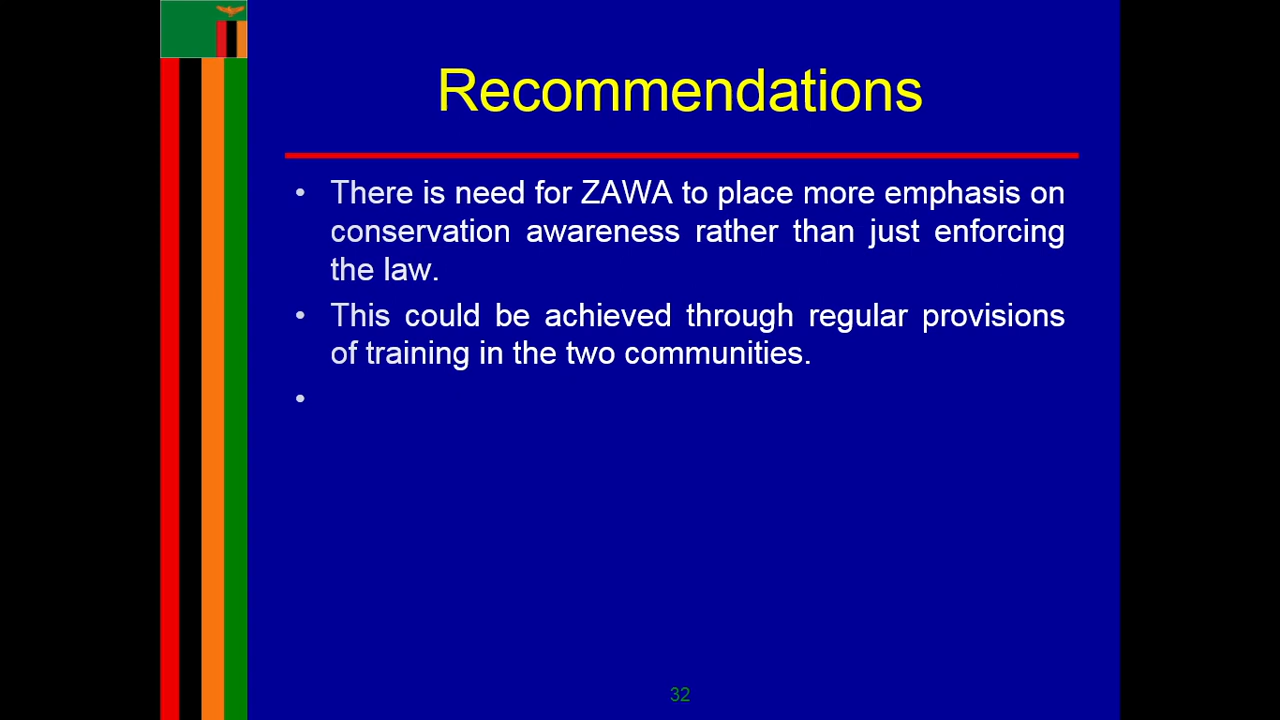 Recommendations
• There is need for ZAWA to place more emphasis on
conservation awareness rather than just enforcing
the law.
• This could be achieved through regular provisions
of training in the two communities.
•
32